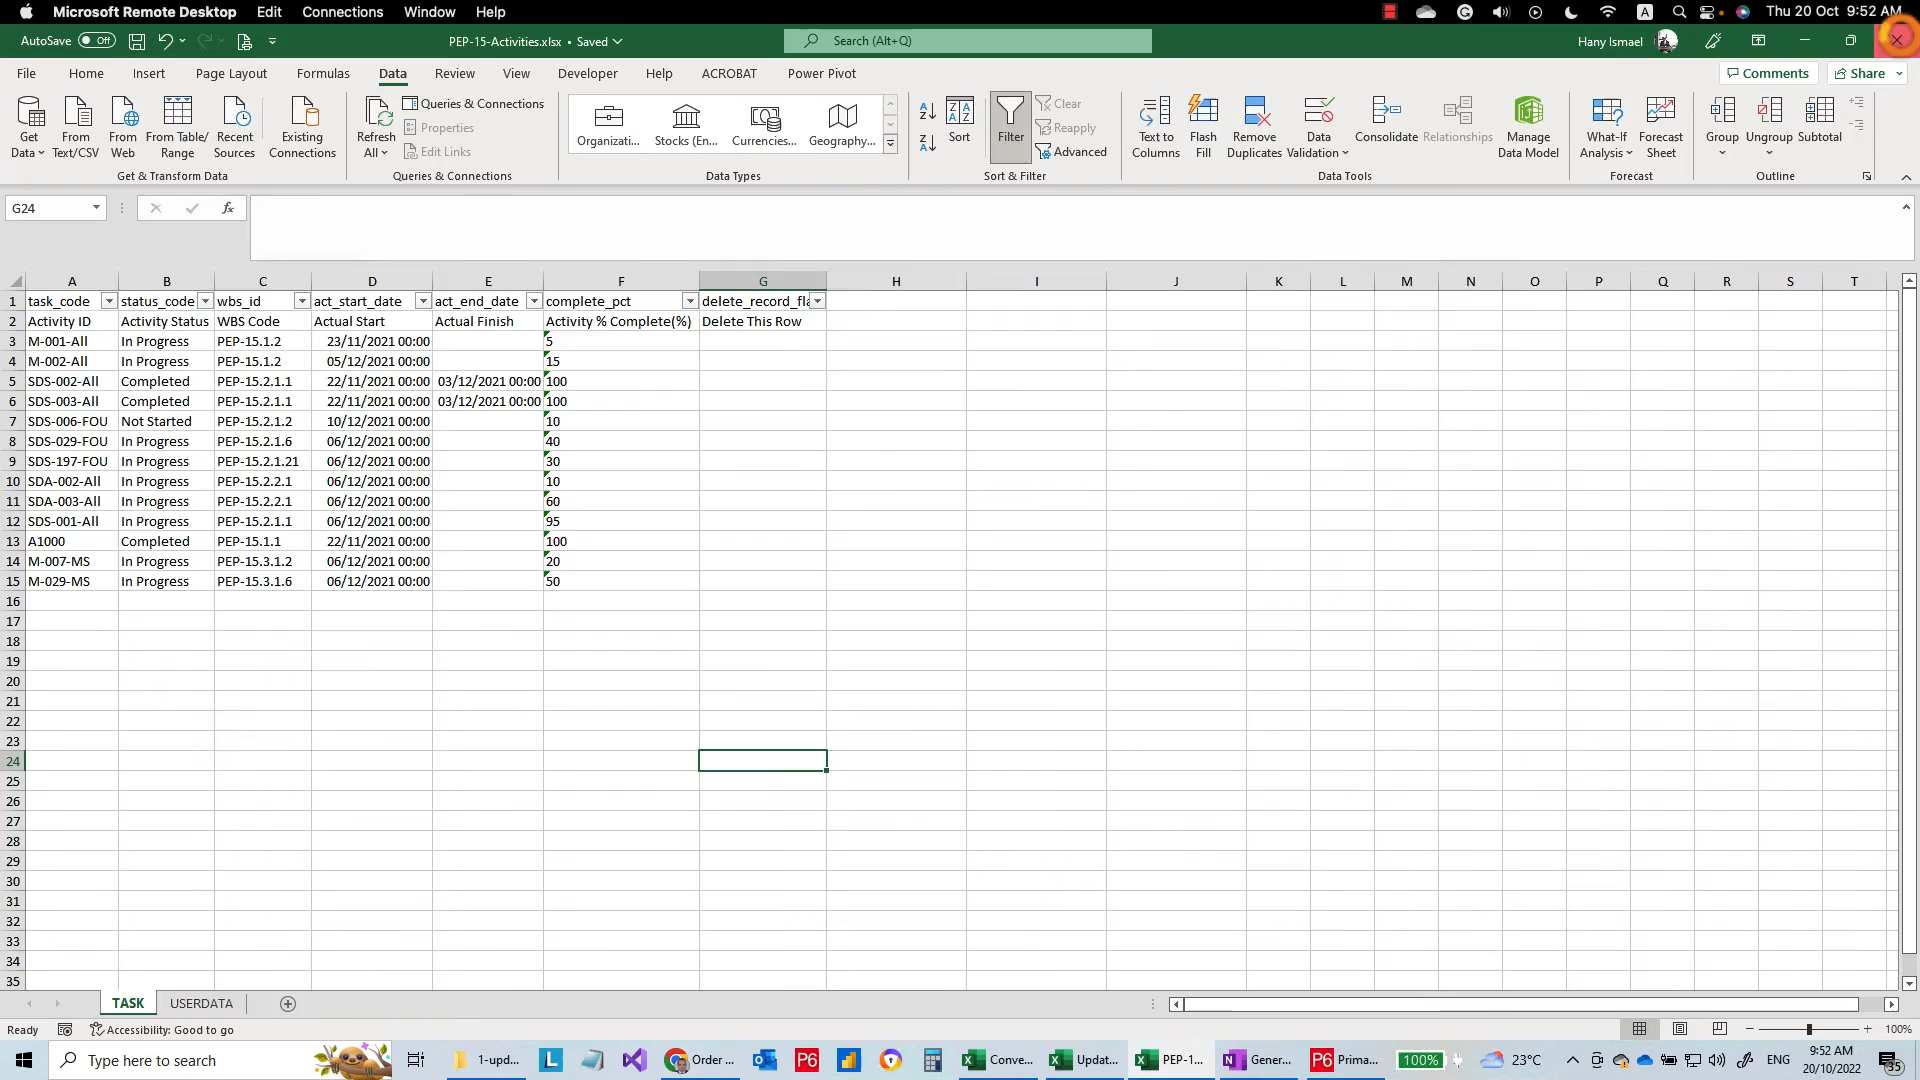 Microsoft Remote Desktop Edit Connections Window Help
A Thu 20 Oct 9:52 AM
AutoSave Off
PEP-15-Activities.xlsx • Saved
Search (Alt+Q)
Hany Ismael
File Home Insert Page Layout Formulas Data Review View Developer Help ACROBAT Power Pivot
Comments Share
Get Data
From Text/CSV
From Web
From Table/ Range
Recent Sources
Existing Connections
Get & Transform Data
Refresh All
Queries & Connections
Properties
Edit Links
Queries & Connections
Organizati... Stocks (En... Currencies... Geography...
Data Types
Sort
Filter
Clear
Reapply
Advanced
Sort & Filter
Text to Columns
Flash Fill
Remove Duplicates
Data Validation
Consolidate
Relationships
Manage Data Model
Data Tools
What-If Analysis
Forecast Sheet
Forecast
Group
Ungroup
Subtotal
Outline
G24
fx
A B C D E F G H I J K L M N O P Q R S T
1 task_code status_code wbs_id act_start_date act_end_date complete_pct delete_record_fla
2 Activity ID Activity Status WBS Code Actual Start Actual Finish Activity % Complete(%) Delete This Row
3 M-001-All In Progress PEP-15.1.2 23/11/2021 00:00 5
4 M-002-All In Progress PEP-15.1.2 05/12/2021 00:00 15
5 SDS-002-All Completed PEP-15.2.1.1 22/11/2021 00:00 03/12/2021 00:00 100
6 SDS-003-All Completed PEP-15.2.1.1 22/11/2021 00:00 03/12/2021 00:00 100
7 SDS-006-FOU Not Started PEP-15.2.1.2 10/12/2021 00:00 10
8 SDS-029-FOU In Progress PEP-15.2.1.6 06/12/2021 00:00 40
9 SDS-197-FOU In Progress PEP-15.2.1.21 06/12/2021 00:00 30
10 SDA-002-All In Progress PEP-15.2.2.1 06/12/2021 00:00 10
11 SDA-003-All In Progress PEP-15.2.2.1 06/12/2021 00:00 60
12 SDS-001-All In Progress PEP-15.2.1.1 06/12/2021 00:00 95
13 A1000 Completed PEP-15.1.1 22/11/2021 00:00 100
14 M-007-MS In Progress PEP-15.3.1.2 06/12/2021 00:00 20
15 M-029-MS In Progress PEP-15.3.1.6 06/12/2021 00:00 50
16
17
18
19
20
21
22
23
24
25
26
27
28
29
30
31
32
33
34
35
TASK USERDATA
Ready Accessibility: Good to go
100%
Type here to search
1-upd...
L
Order ...
P6
Conve...
Updat...
PEP-1...
Gener...
P6 Prima...
100%
23°C
ENG
9:52 AM
20/10/2022
35